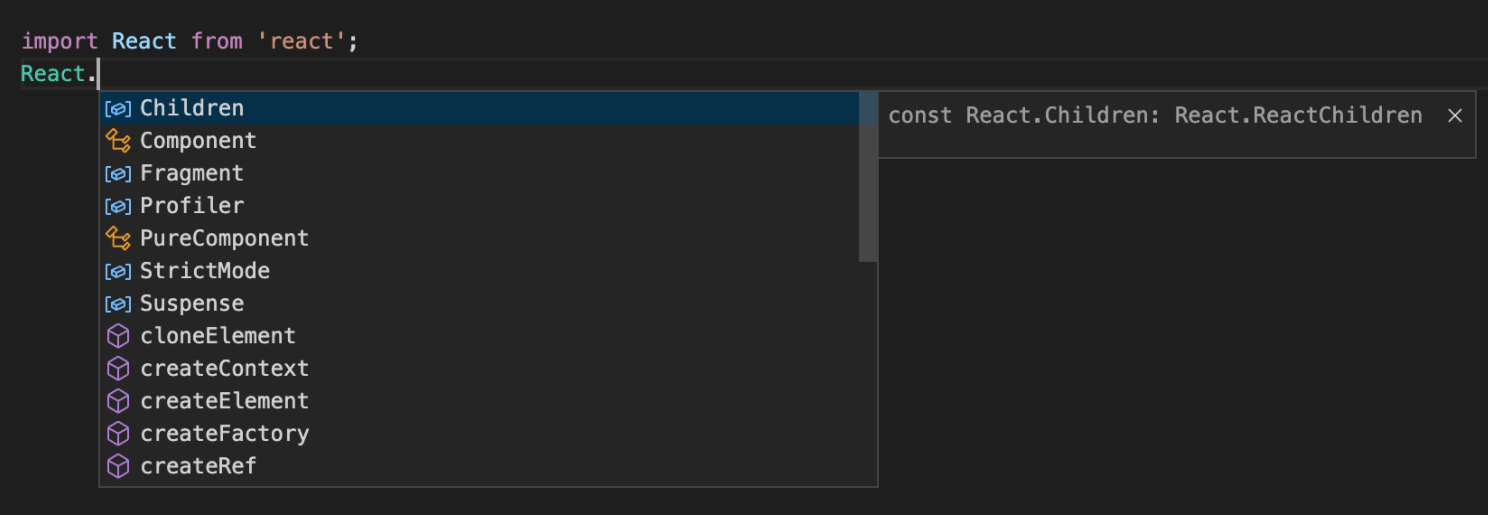 import React from 'react';
React.
Children
const React.Children: React.ReactChildren
Component
Fragment
Profiler
PureComponent
StrictMode
Suspense
cloneElement
createContext
createElement
createFactory
createRef